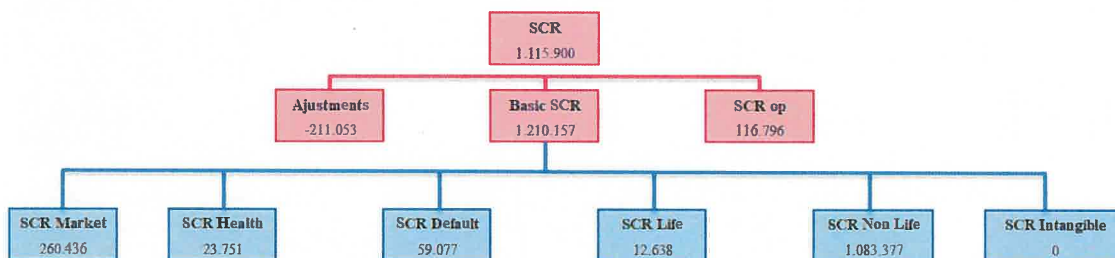 SCR
1.115.900
Ajustments
-211.053
Basic SCR
1.210.157
SCR op
116.796
SCR Market
260.436
SCR Health
23.751
SCR Default
59.077
SCR Life
12.638
SCR Non Life
1.083.377
SCR Intangible
0